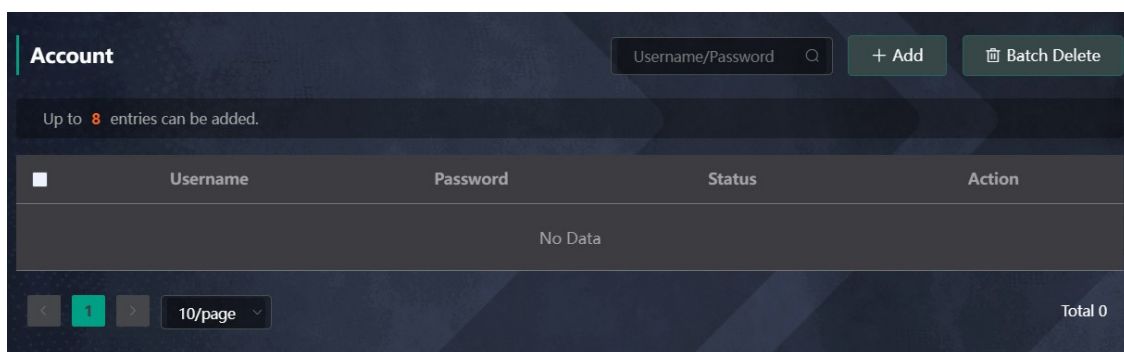 Account
Username/Password
+ Add
Batch Delete
Up to 8 entries can be added.
Username Password Status Action
No Data
< 1 > 10/page
Total 0